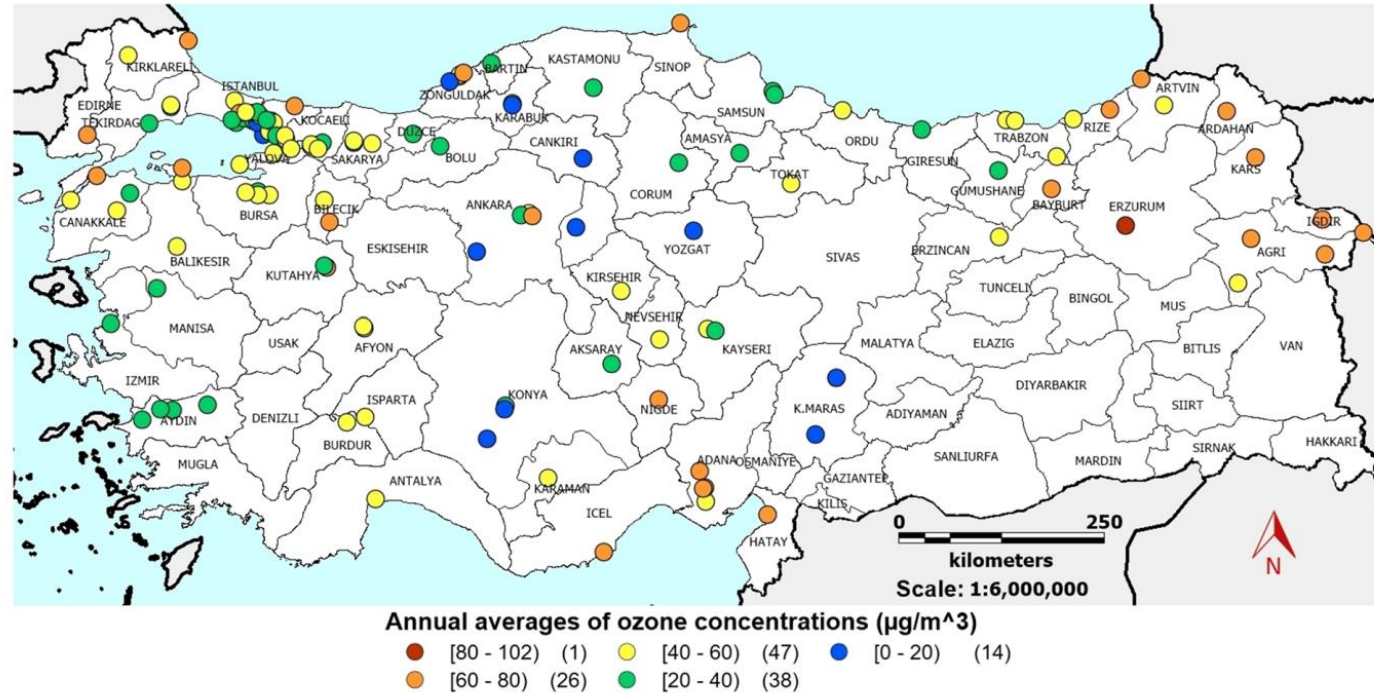 KIRKLARELI
EDIRNE
TEKIRDAG
ISTANBUL
KOCAELI
YALOVA
SAKARYA
DUZCE
BOLU
ZONGULDAK
BARTIN
KARABUK
KASTAMONU
SINOP
CANKIRI
SAMSUN
AMASYA
CORUM
ORDU
TOKAT
GIRESUN
TRABZON
GUMUSHANE
RIZE
BAYBURT
ARTVIN
ARDAHAN
KARS
IGDIR
AGRI
ERZURUM
ERZINCAN
CANAKKALE
BURSA
BILECIK
BALIKESIR
KUTAHYA
ESKISEHIR
ANKARA
YOZGAT
SIVAS
KIRSEHIR
NEVSEHIR
KAYSERI
TUNCELI
BINGOL
MUS
ELAZIG
MALATYA
BITLIS
VAN
MANISA
USAK
AFYON
AKSARAY
IZMIR
AYDIN
DENIZLI
ISPARTA
BURDUR
KONYA
NIGDE
K.MARAS
ADIYAMAN
DIYARBAKIR
SIIRT
SIRNAK
HAKKARI
MARDIN
SANLIURFA
MUGLA
ANTALYA
KARAMAN
ICEL
ADANA
OSMANIYE
GAZIANTEP
KILIS
HATAY
0 250
kilometers
Scale: 1:6,000,000
N
Annual averages of ozone concentrations (µg/m^3)
[80 - 102) (1) [40 - 60) (47) [0 - 20) (14)
[60 - 80) (26) [20 - 40) (38)